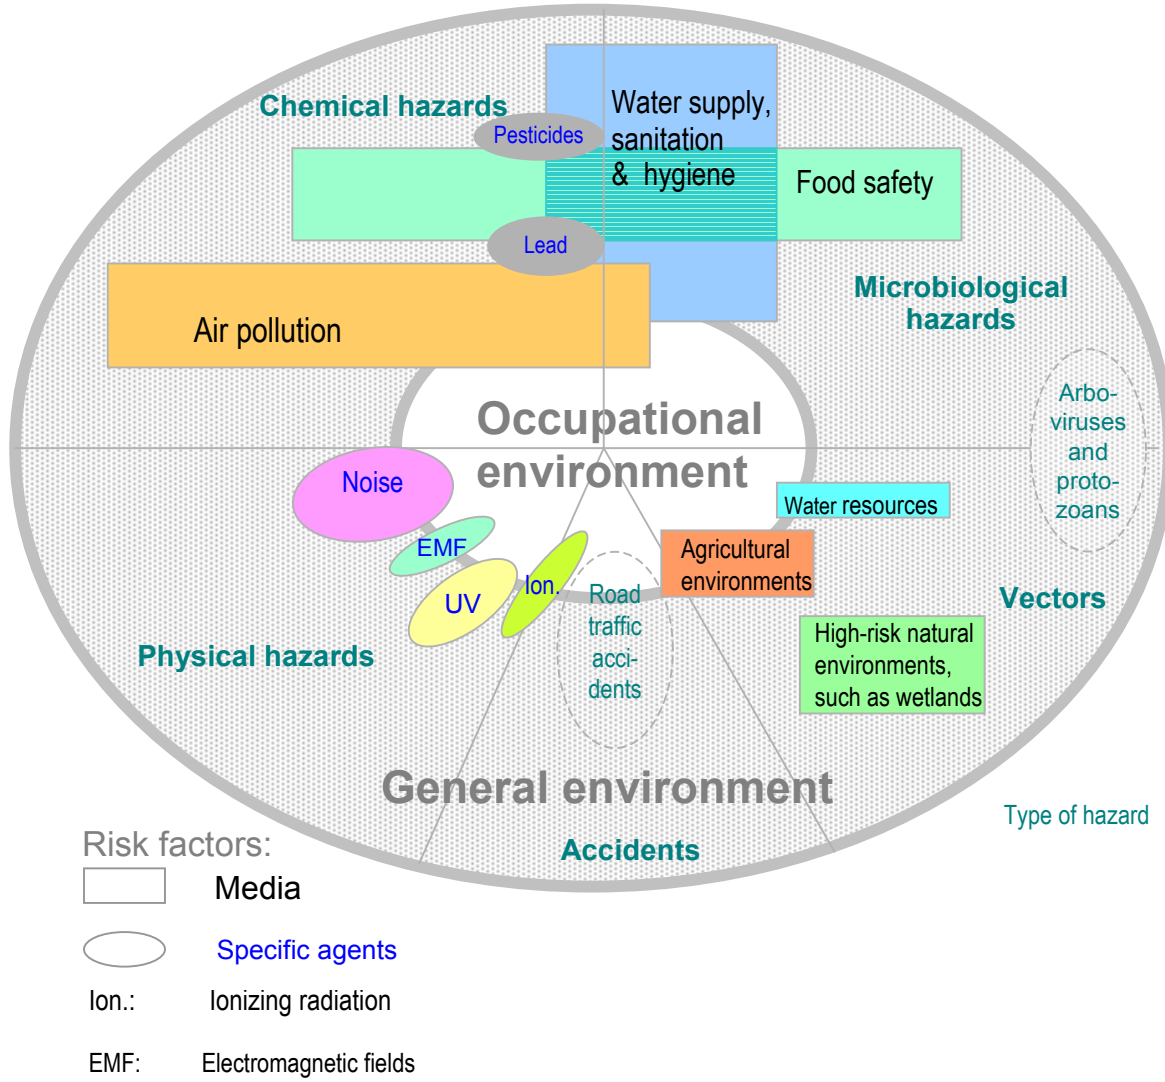 Chemical hazards
Pesticides
Water supply,
sanitation
& hygiene
Food safety
Lead
Microbiological
hazards
Air pollution
Arbo-
viruses
and
proto-
zoans
Occupational
environment
Noise
Water resources
EMF
Agricultural
environments
Ion.
UV
Road
traffic
acci-
dents
Vectors
High-risk natural
environments,
such as wetlands
Physical hazards
General environment
Type of hazard
Accidents
Risk factors:
Media
Specific agents
Ion.: Ionizing radiation
EMF: Electromagnetic fields